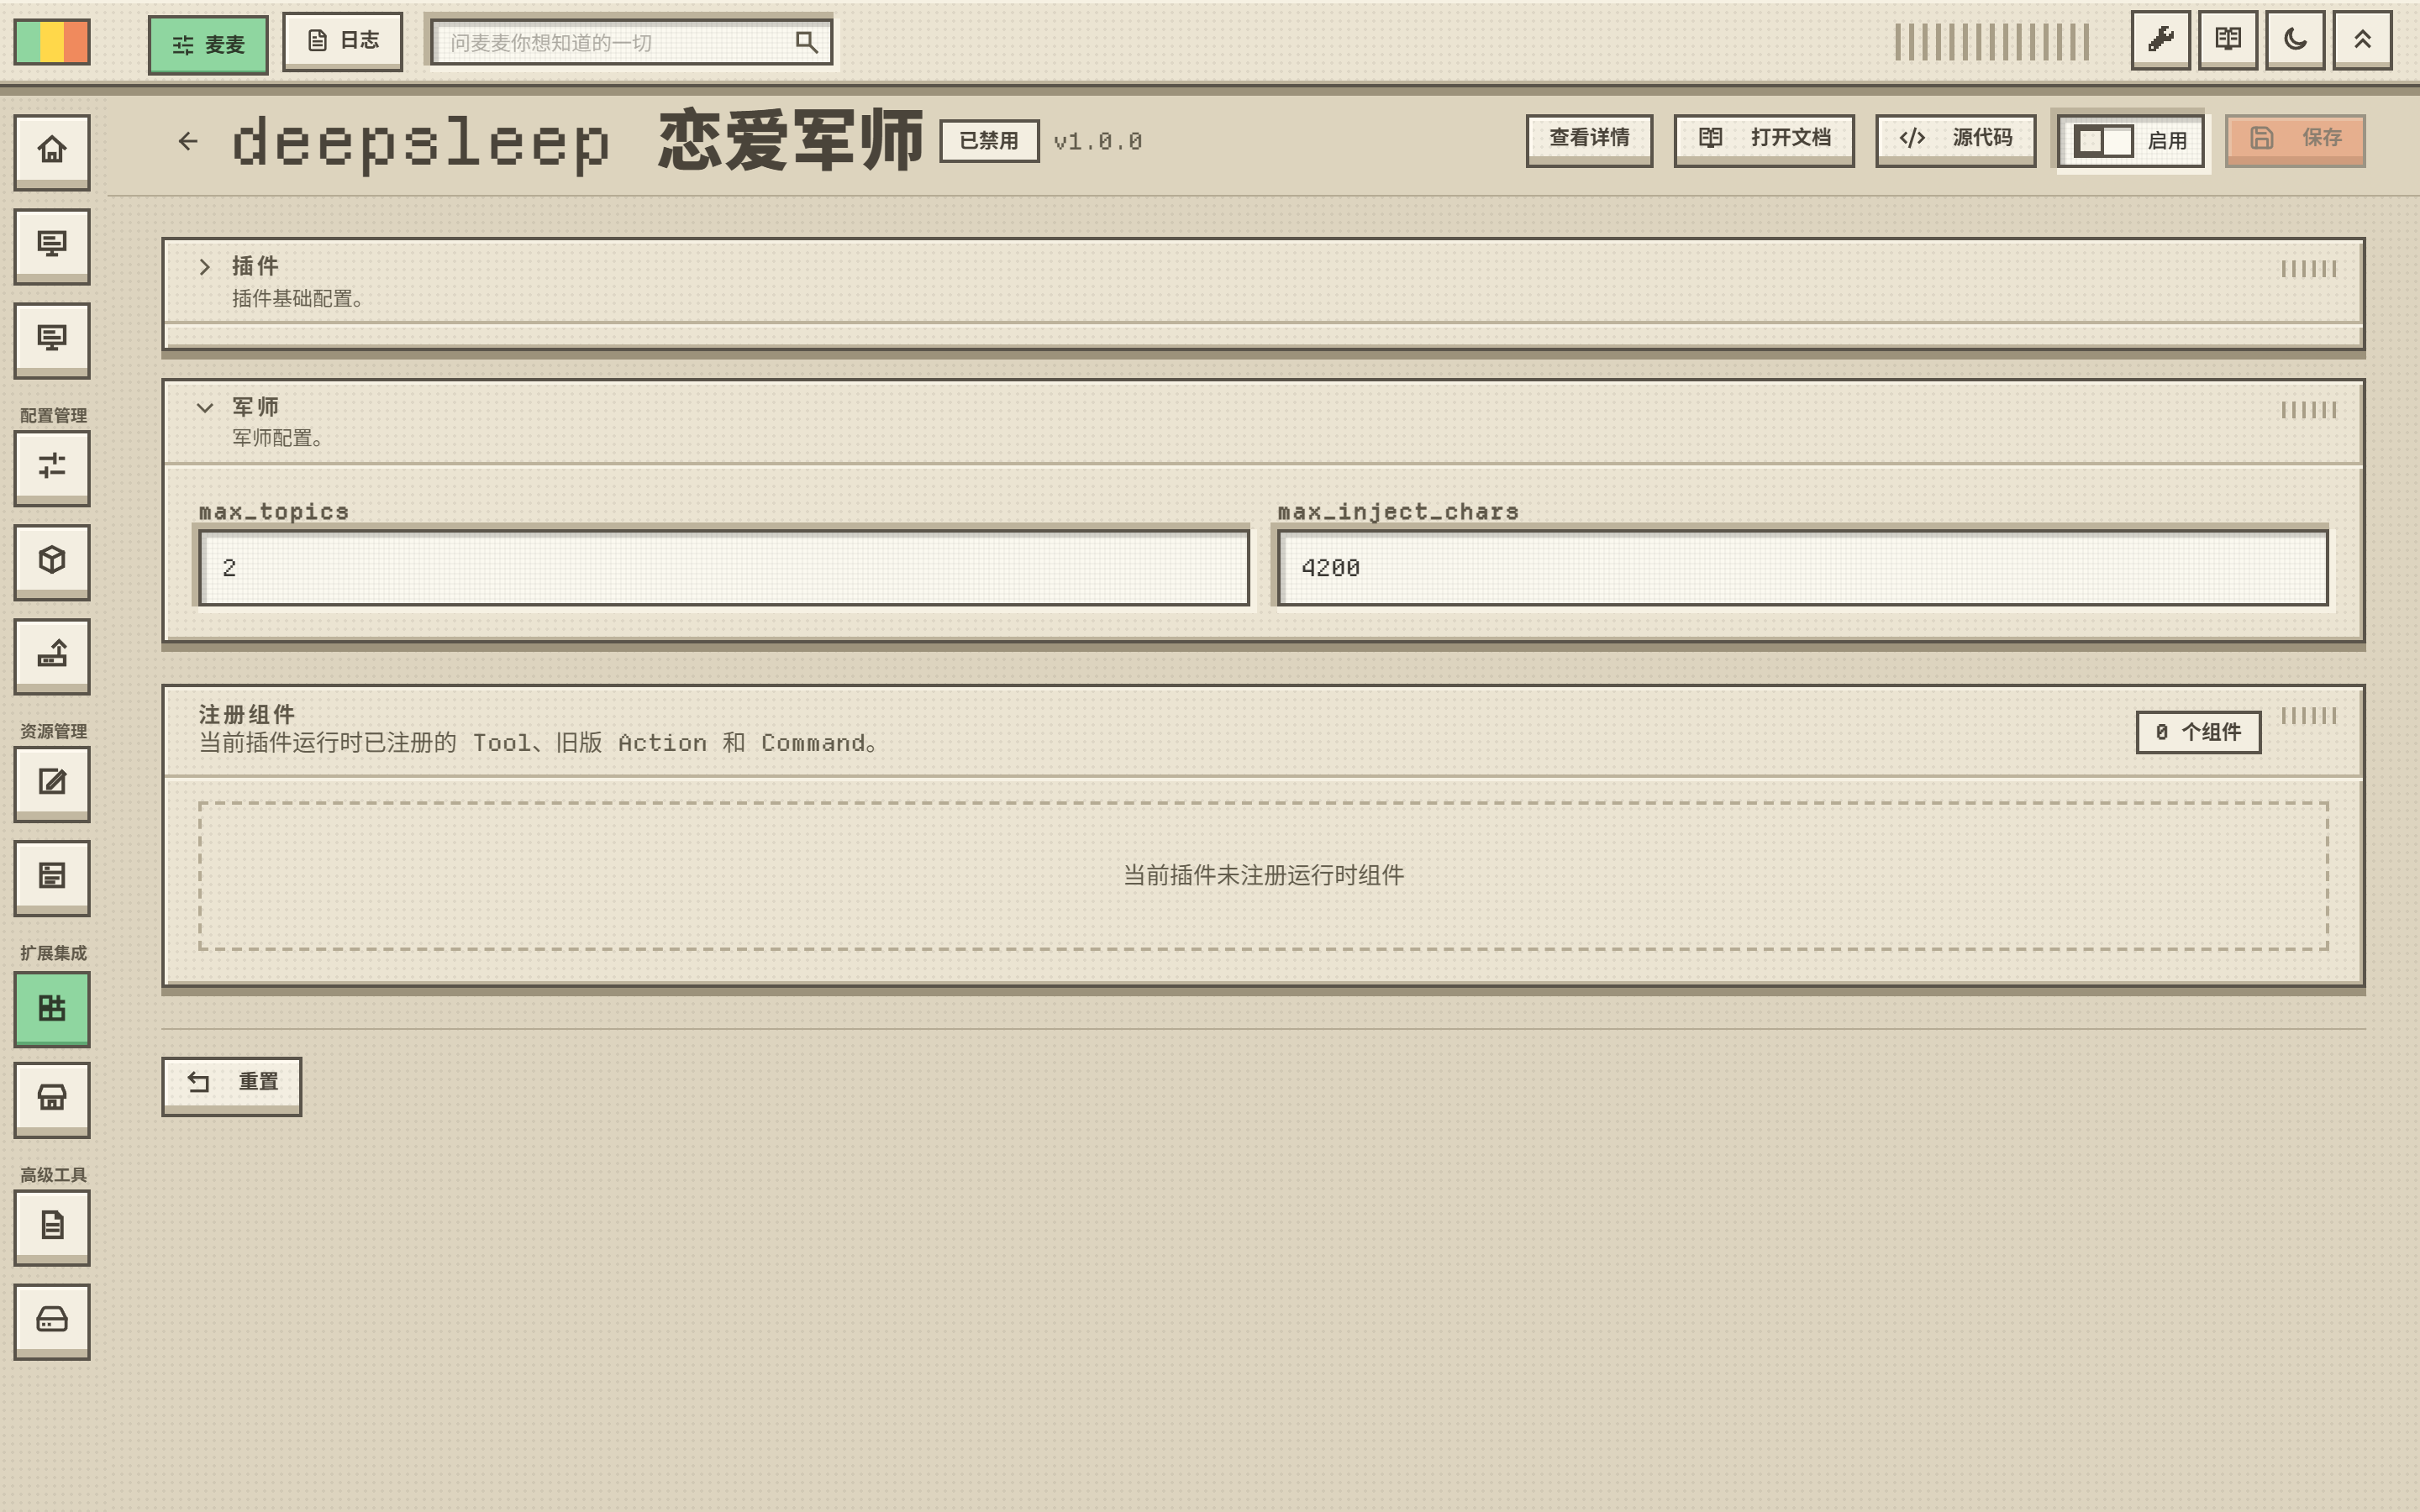 麦麦
日志
问麦麦你想知道的一切
deepsleep 恋爱军师
已禁用
v1.0.0
查看详情
打开文档
源代码
启用
保存
插件
插件基础配置。
配置管理
军师
军师配置。
max_topics
max_inject_chars
2
4200
资源管理
注册组件
当前插件运行时已注册的 Tool、旧版 Action 和 Command。
0 个组件
当前插件未注册运行时组件
扩展集成
重置
高级工具